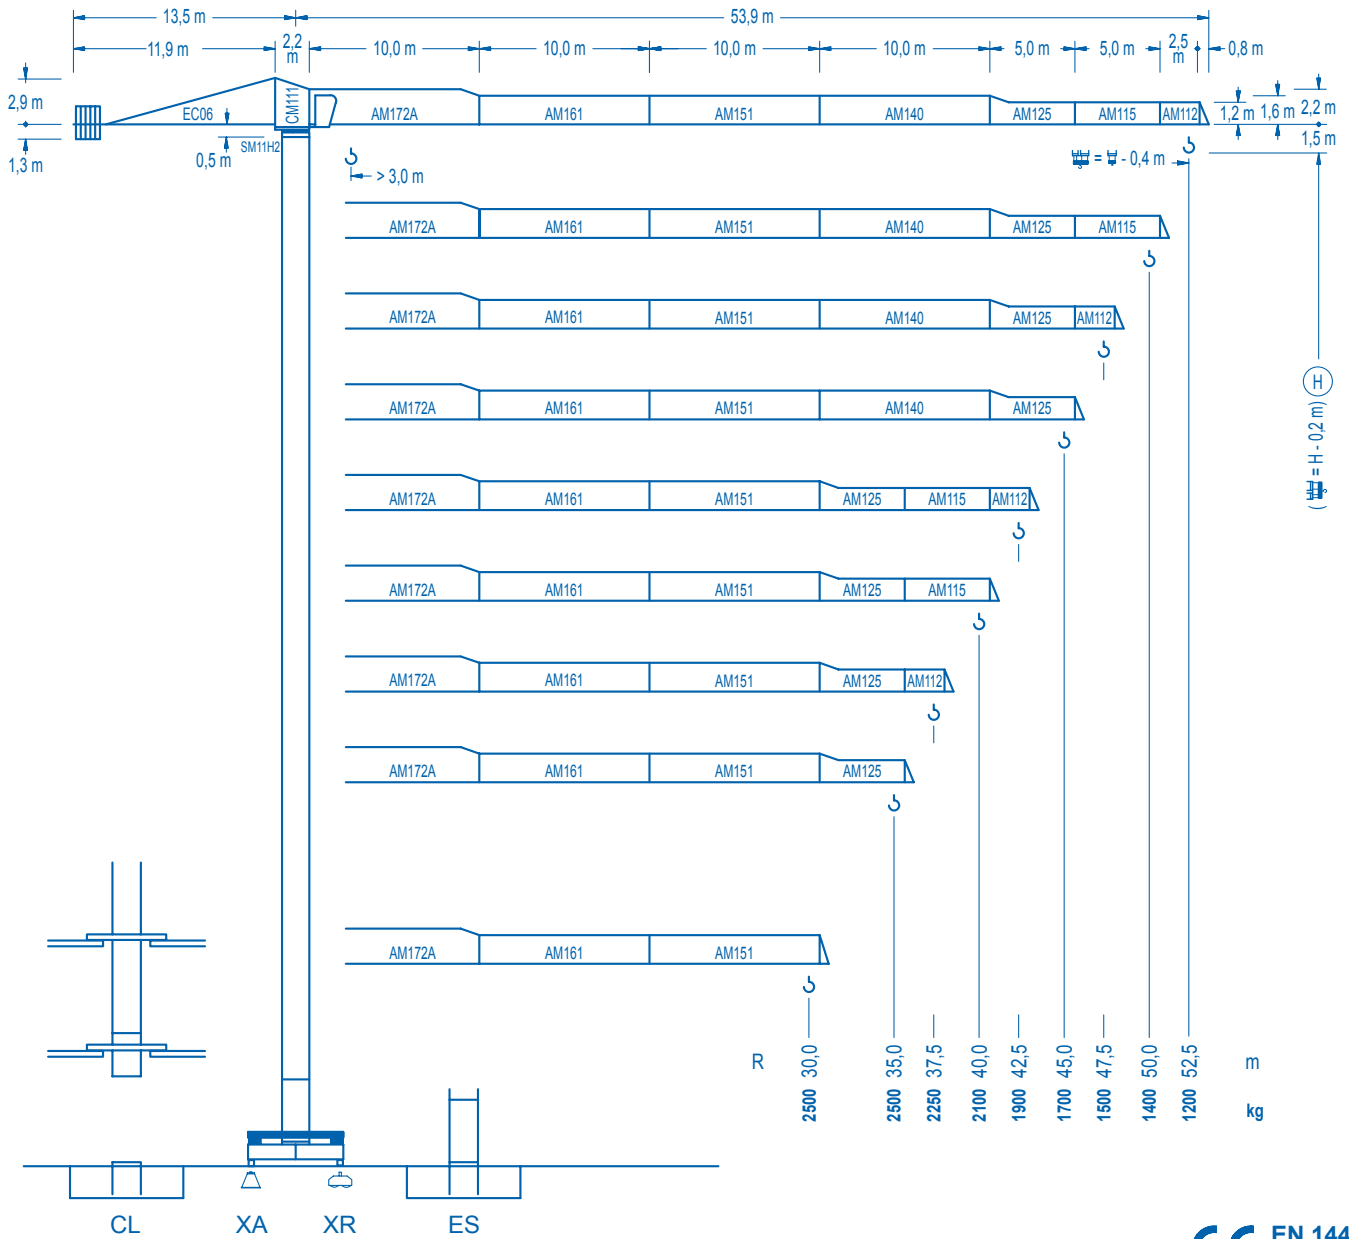 13,5 m 53,9 m
11,9 m 2,2 m 10,0 m 10,0 m 10,0 m 10,0 m 5,0 m 5,0 m 2,5 m 0,8 m
2,9 m EC06 CIM111 AM172A AM161 AM151 AM140 AM125 AM115 AM112 1,2 m 1,6 m 2,2 m
1,3 m 0,5 m SM11H2 1,5 m
> 3,0 m = - 0,4 m
AM172A AM161 AM151 AM140 AM125 AM115
AM172A AM161 AM151 AM140 AM125 AM112
H
( = H - 0,2 m)
AM172A AM161 AM151 AM140 AM125
AM172A AM161 AM151 AM125 AM115 AM112
AM172A AM161 AM151 AM125 AM115
AM172A AM161 AM151 AM125 AM112
AM172A AM161 AM151 AM125
AM172A AM161 AM151
R 30,0 35,0 37,5 40,0 42,5 45,0 47,5 50,0 52,5 m
2500 2500 2250 2100 1900 1700 1500 1400 1200 kg
CL XA XR ES
CE EN 144